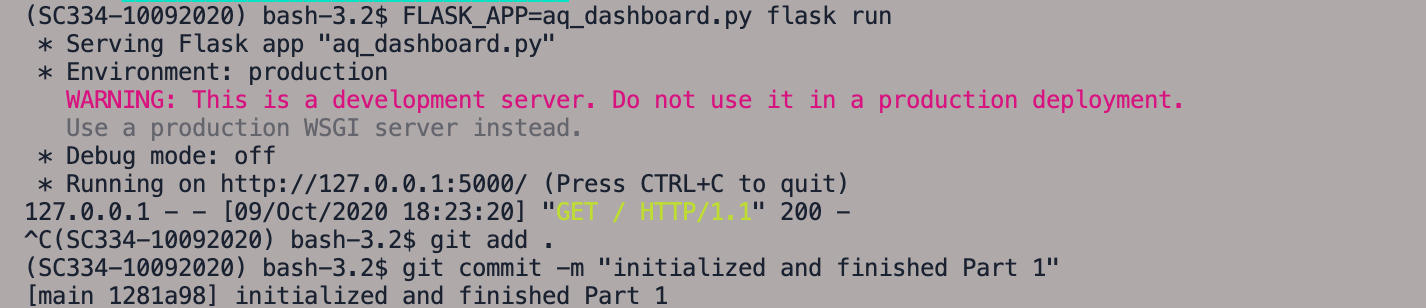 (SC334-10092020) bash-3.2$ FLASK_APP=aq_dashboard.py flask run
 * Serving Flask app "aq_dashboard.py"
 * Environment: production
   WARNING: This is a development server. Do not use it in a production deployment.
   Use a production WSGI server instead.
 * Debug mode: off
 * Running on http://127.0.0.1:5000/ (Press CTRL+C to quit)
127.0.0.1 - - [09/Oct/2020 18:23:20] "GET / HTTP/1.1" 200 -
^C(SC334-10092020) bash-3.2$ git add .
(SC334-10092020) bash-3.2$ git commit -m "initialized and finished Part 1"
[main 1281a98] initialized and finished Part 1